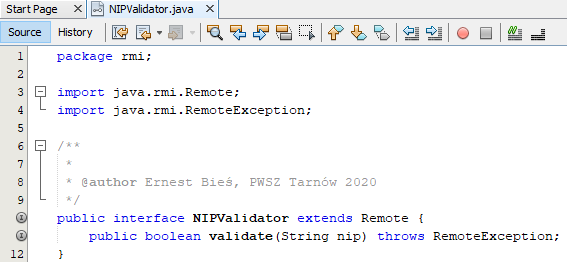 Start Page NIPValidator.java
Source History
1 package rmi;
2
3 import java.rmi.Remote;
4 import java.rmi.RemoteException;
5
6 /**
7 *
8 * @author Ernest Bieś, PWSZ Tarnów 2020
9 */
public interface NIPValidator extends Remote {
public boolean validate(String nip) throws RemoteException;
12 }